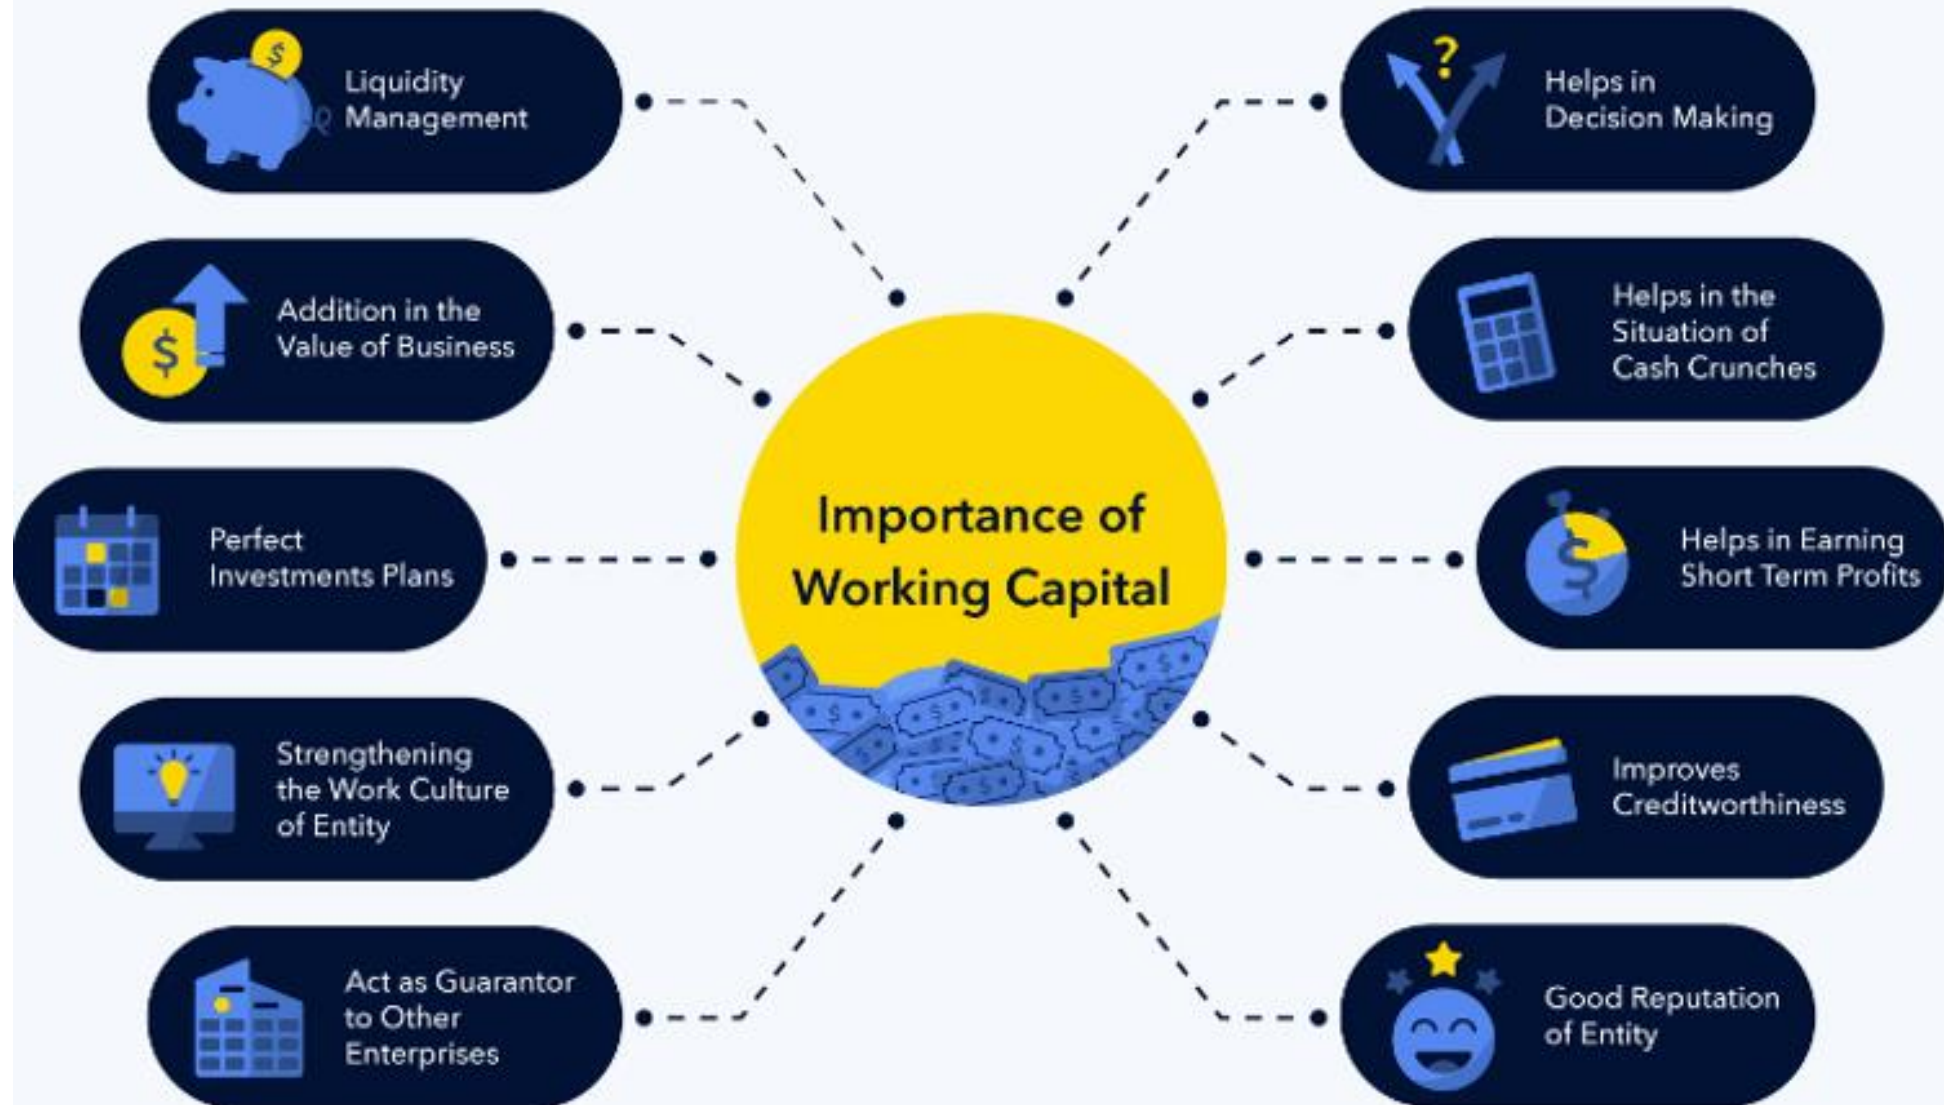 Liquidity
Management
Addition in the
Value of Business
$
Perfect
Investments Plans
Strengthening
the Work Culture
of Entity
Act as Guarantor
to Other
Enterprises
Importance of
Working Capital
?
Helps in
Decision Making
Helps in the
Situation of
Cash Crunches
$
Helps in Earning
Short Term Profits
Improves
Creditworthiness
Good Reputation
of Entity